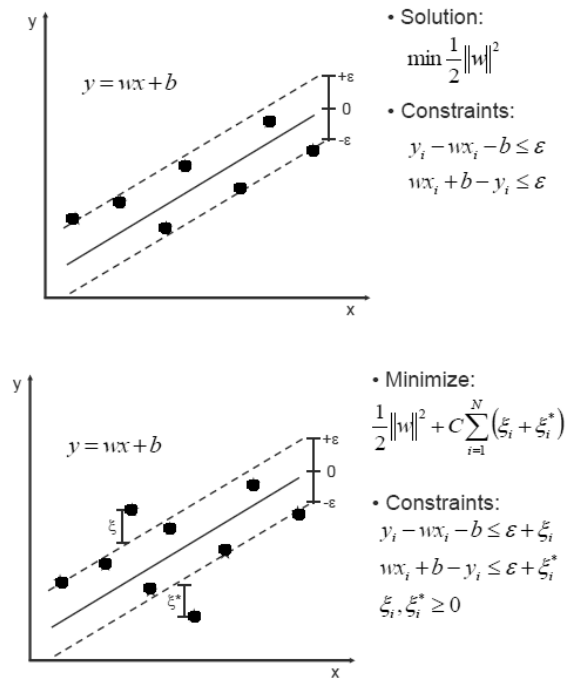 y
y = wx + b
+ε
0
-ε
x
• Solution:
min 1/2 ||w||²
• Constraints:
yᵢ − wxᵢ − b ≤ ε
wxᵢ + b − yᵢ ≤ ε
y
y = wx + b
+ε
0
-ε
ξ
ξ*
x
• Minimize:
1/2 ||w||² + C ∑ᵢ₌₁ᴺ (ξᵢ + ξᵢ*)
• Constraints:
yᵢ − wxᵢ − b ≤ ε + ξᵢ
wxᵢ + b − yᵢ ≤ ε + ξᵢ*
ξᵢ, ξᵢ* ≥ 0